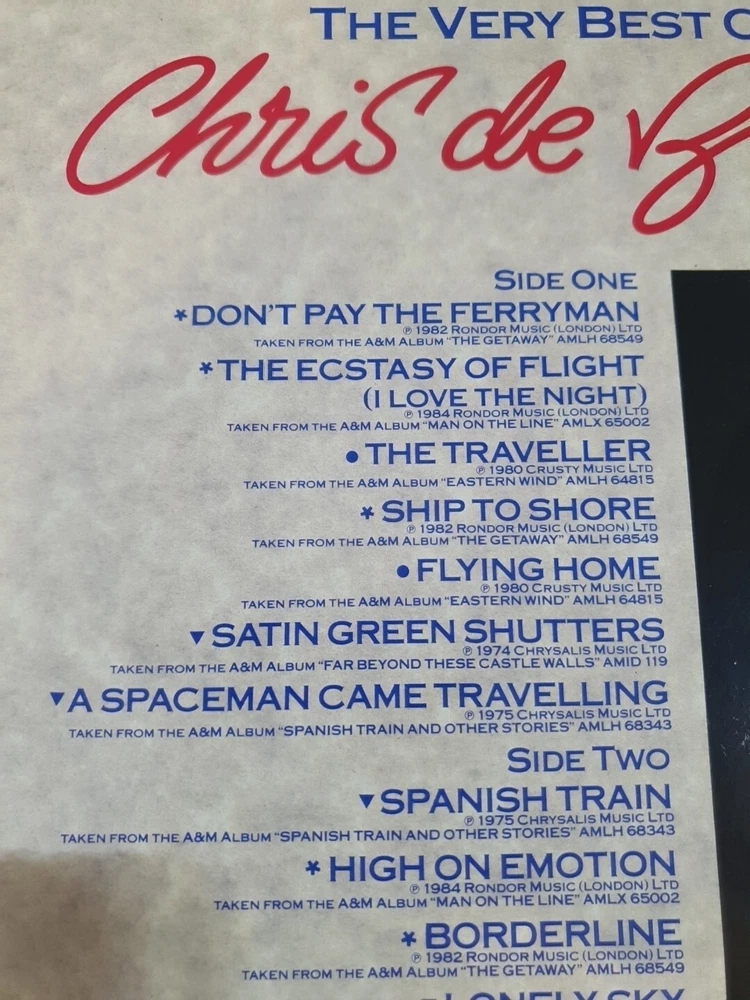 THE VERY BEST
Chris de
SIDE ONE
*DON'T PAY THE FERRYMAN
℗ 1982 RONDOR MUSIC (LONDON) LTD
TAKEN FROM THE A&M ALBUM "THE GETAWAY" AMLH 68549
*THE ECSTASY OF FLIGHT
(I LOVE THE NIGHT)
℗ 1984 RONDOR MUSIC (LONDON) LTD
TAKEN FROM THE A&M ALBUM "MAN ON THE LINE" AMLX 65002
● THE TRAVELLER
℗ 1980 CRUSTY MUSIC LTD
TAKEN FROM THE A&M ALBUM "EASTERN WIND" AMLH 64815
* SHIP TO SHORE
℗ 1982 RONDOR MUSIC (LONDON) LTD
TAKEN FROM THE A&M ALBUM "THE GETAWAY" AMLH 68549
● FLYING HOME
℗ 1980 CRUSTY MUSIC LTD
TAKEN FROM THE A&M ALBUM "EASTERN WIND" AMLH 64815
▼ SATIN GREEN SHUTTERS
℗ 1974 CHRYSALIS MUSIC LTD
TAKEN FROM THE A&M ALBUM "FAR BEYOND THESE CASTLE WALLS" AMID 119
▼A SPACEMAN CAME TRAVELLING
℗ 1975 CHRYSALIS MUSIC LTD
TAKEN FROM THE A&M ALBUM "SPANISH TRAIN AND OTHER STORIES" AMLH 68343
SIDE TWO
▼ SPANISH TRAIN
℗ 1975 CHRYSALIS MUSIC LTD
TAKEN FROM THE A&M ALBUM "SPANISH TRAIN AND OTHER STORIES" AMLH 68343
* HIGH ON EMOTION
℗ 1984 RONDOR MUSIC (LONDON) LTD
TAKEN FROM THE A&M ALBUM "MAN ON THE LINE" AMLX 65002
* BORDERLINE
℗ 1982 RONDOR MUSIC (LONDON) LTD
TAKEN FROM THE A&M ALBUM "THE GETAWAY" AMLH 68549
LONELY SKY